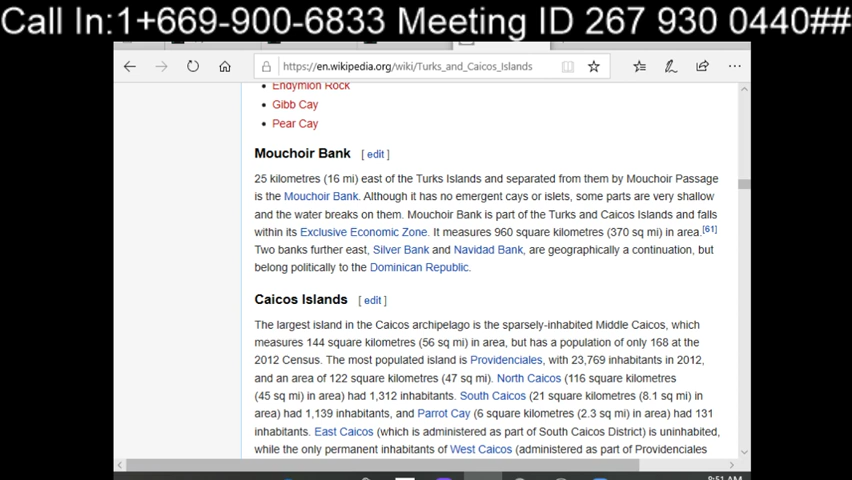 Call In:1+669-900-6833 Meeting ID 267 930 0440##
https://en.wikipedia.org/wiki/Turks_and_Caicos_Islands
Endymion Rock
Gibb Cay
Pear Cay
Mouchoir Bank [ edit ]
25 kilometres (16 mi) east of the Turks Islands and separated from them by Mouchoir Passage
is the Mouchoir Bank. Although it has no emergent cays or islets, some parts are very shallow
and the water breaks on them. Mouchoir Bank is part of the Turks and Caicos Islands and falls
within its Exclusive Economic Zone. It measures 960 square kilometres (370 sq mi) in area.[61]
Two banks further east, Silver Bank and Navidad Bank, are geographically a continuation, but
belong politically to the Dominican Republic.
Caicos Islands [ edit ]
The largest island in the Caicos archipelago is the sparsely-inhabited Middle Caicos, which
measures 144 square kilometres (56 sq mi) in area, but has a population of only 168 at the
2012 Census. The most populated island is Providenciales, with 23,769 inhabitants in 2012,
and an area of 122 square kilometres (47 sq mi). North Caicos (116 square kilometres
(45 sq mi) in area) had 1,312 inhabitants. South Caicos (21 square kilometres (8.1 sq mi) in
area) had 1,139 inhabitants, and Parrot Cay (6 square kilometres (2.3 sq mi) in area) had 131
inhabitants. East Caicos (which is administered as part of South Caicos District) is uninhabited,
while the only permanent inhabitants of West Caicos (administered as part of Providenciales
8:51 AM